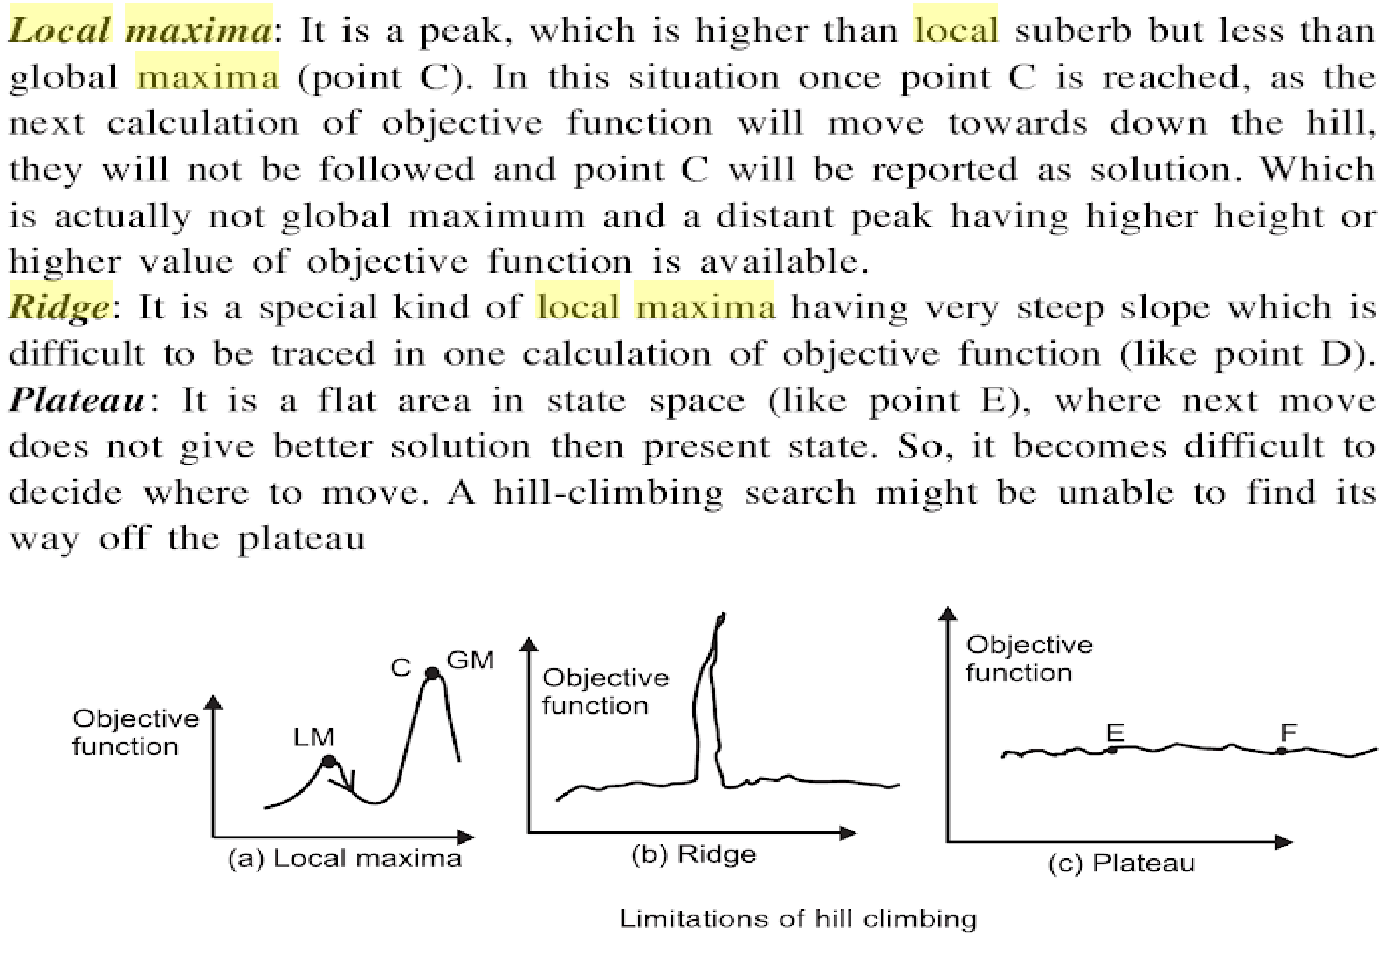 Local maxima: It is a peak, which is higher than local suberb but less than
global maxima (point C). In this situation once point C is reached, as the
next calculation of objective function will move towards down the hill,
they will not be followed and point C will be reported as solution. Which
is actually not global maximum and a distant peak having higher height or
higher value of objective function is available.
Ridge: It is a special kind of local maxima having very steep slope which is
difficult to be traced in one calculation of objective function (like point D).
Plateau: It is a flat area in state space (like point E), where next move
does not give better solution then present state. So, it becomes difficult to
decide where to move. A hill-climbing search might be unable to find its
way off the plateau
Objective
function
LM
C
GM
(a) Local maxima
Objective
function
(b) Ridge
Objective
function
E
F
(c) Plateau
Limitations of hill climbing